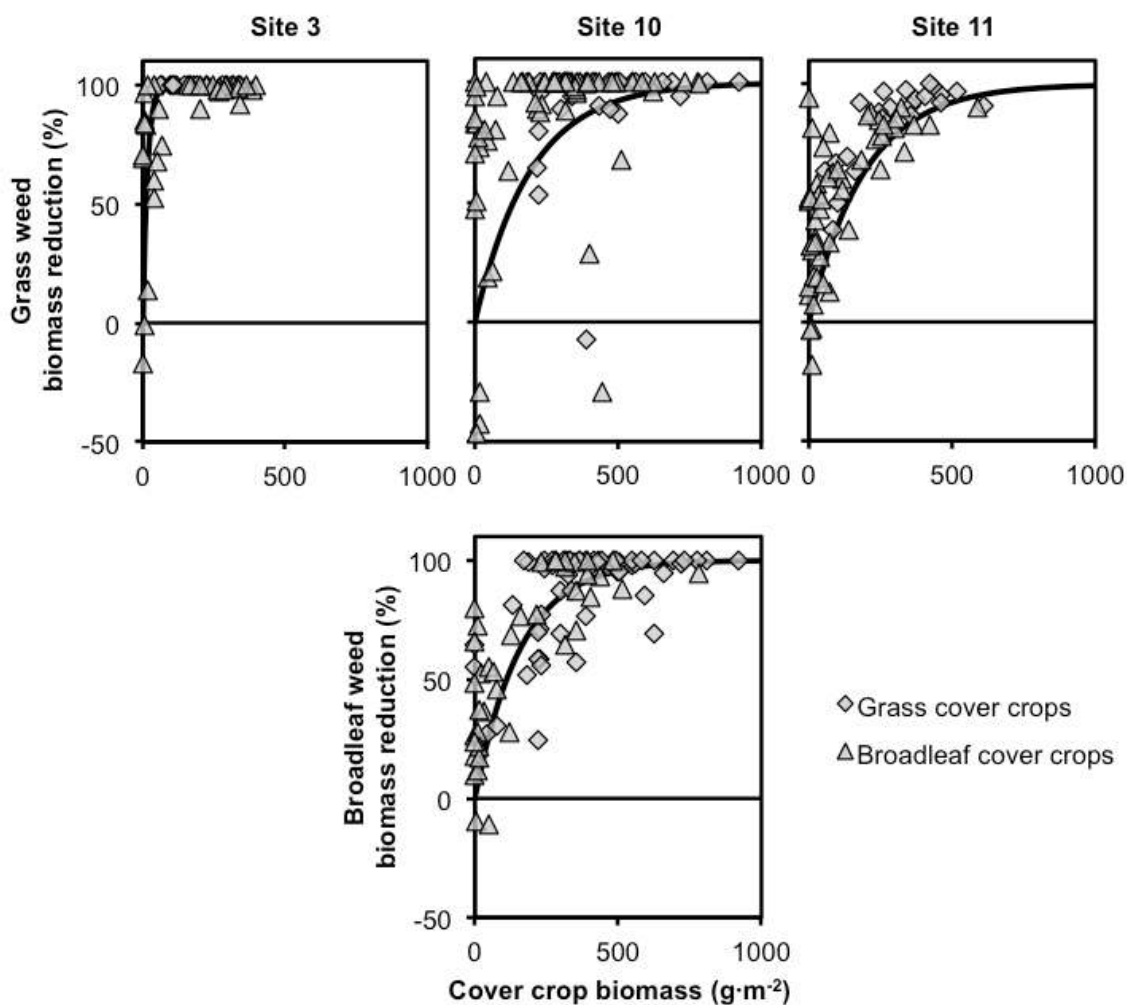 Site 3
Site 10
Site 11
Grass weed
biomass reduction (%)
100
50
0
-50
0
500
1000
0
500
1000
0
500
1000
Broadleaf weed
biomass reduction (%)
100
50
0
-50
0
500
1000
Cover crop biomass (g·m⁻²)
Grass cover crops
Broadleaf cover crops